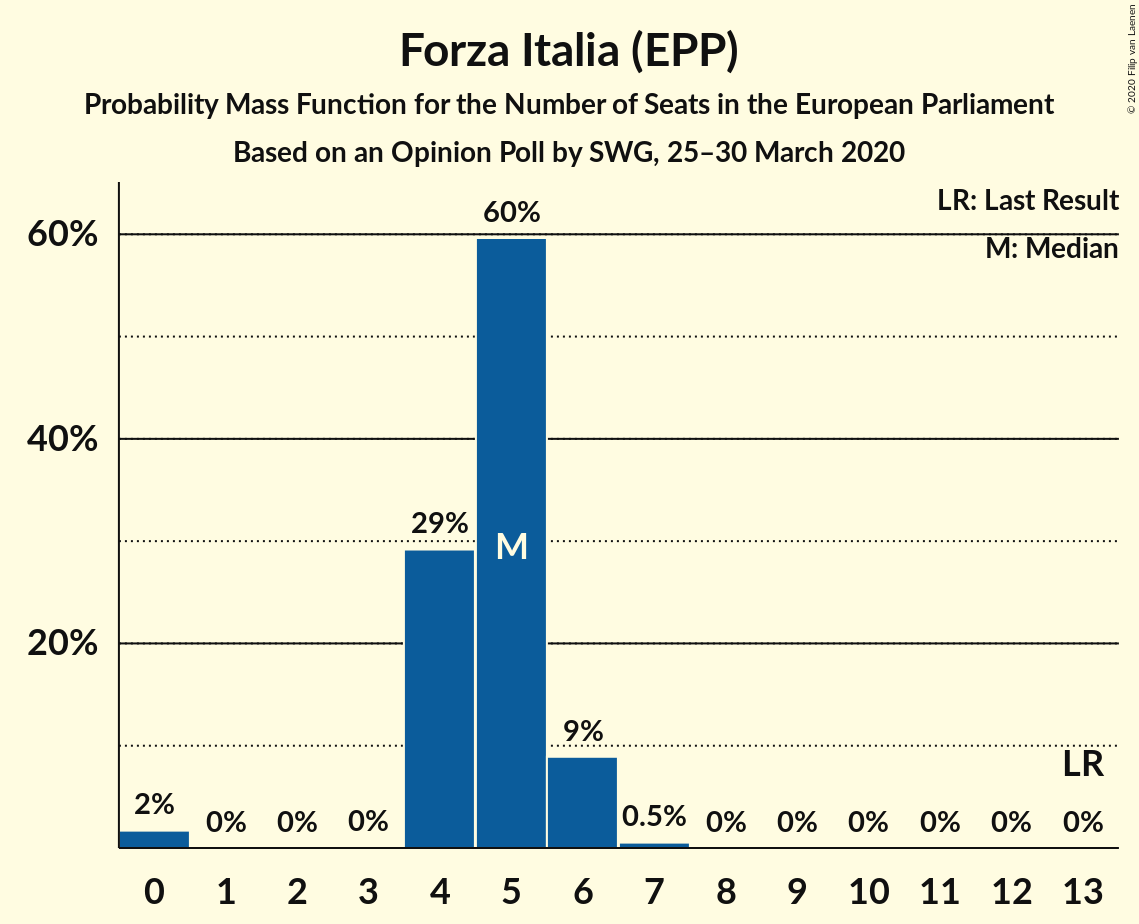 Forza Italia (EPP)
Probability Mass Function for the Number of Seats in the European Parliament
Based on an Opinion Poll by SWG, 25–30 March 2020
© 2020 Filip van Laenen
LR: Last Result
M: Median
60%
40%
20%
2%
0%
0%
0%
29%
60%
M
9%
0.5%
0%
0%
0%
0%
0%
LR
0%
0 1 2 3 4 5 6 7 8 9 10 11 12 13